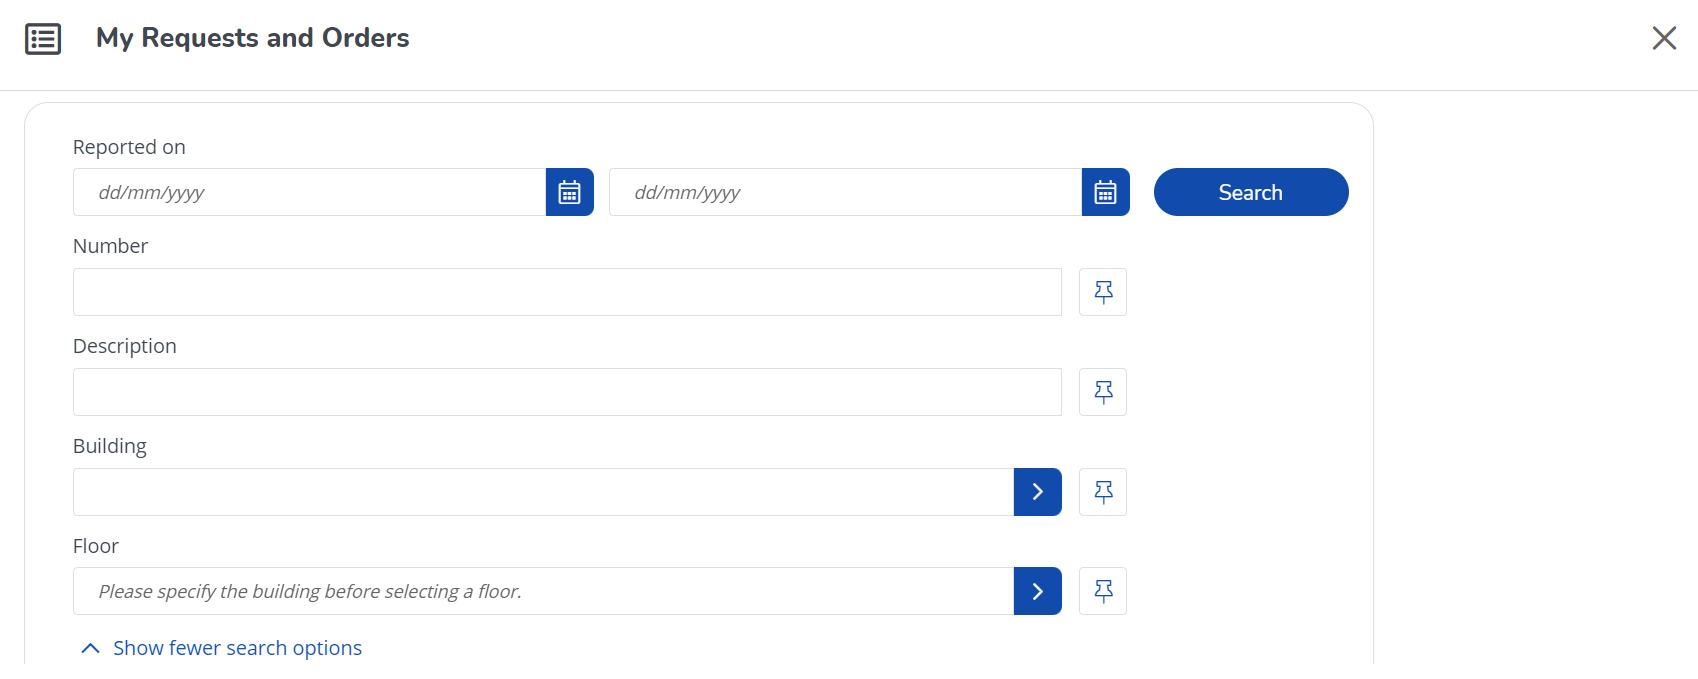 My Requests and Orders
Reported on
dd/mm/yyyy
dd/mm/yyyy
Search
Number
Description
Building
Floor
Please specify the building before selecting a floor.
Show fewer search options